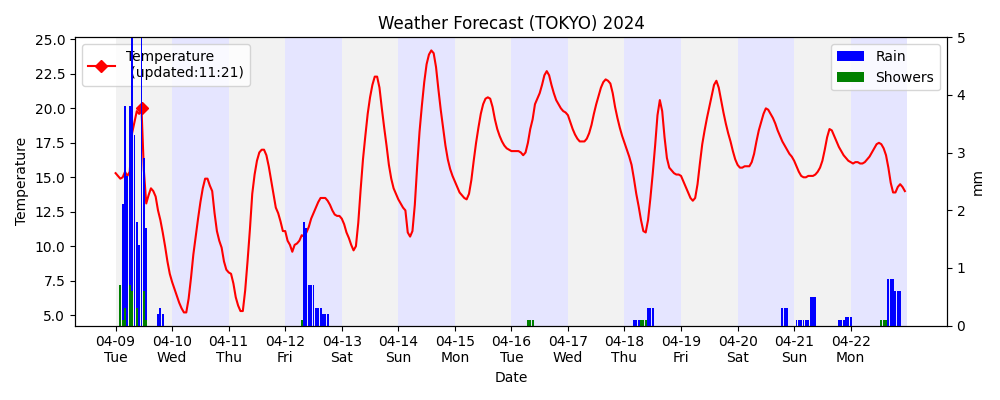 Weather Forecast (TOKYO) 2024
Temperature
(updated:11:21)
Rain
Showers
25.0
22.5
20.0
17.5
15.0
12.5
10.0
7.5
5.0
Temperature
5
4
3
2
1
0
mm
04-09 04-10 04-11 04-12 04-13 04-14 04-15 04-16 04-17 04-18 04-19 04-20 04-21 04-22
Tue Wed Thu Fri Sat Sun Mon Tue Wed Thu Fri Sat Sun Mon
Date